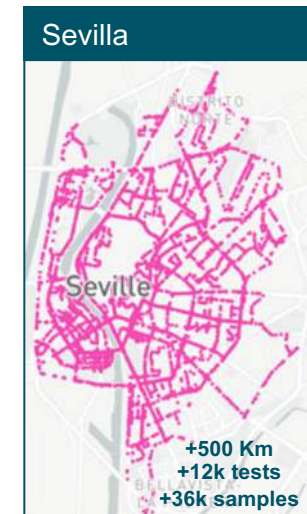 Sevilla
DISTRITO
NORTE
Seville
+500 Km
+12k tests
BELLAVISTA-
+36k samples